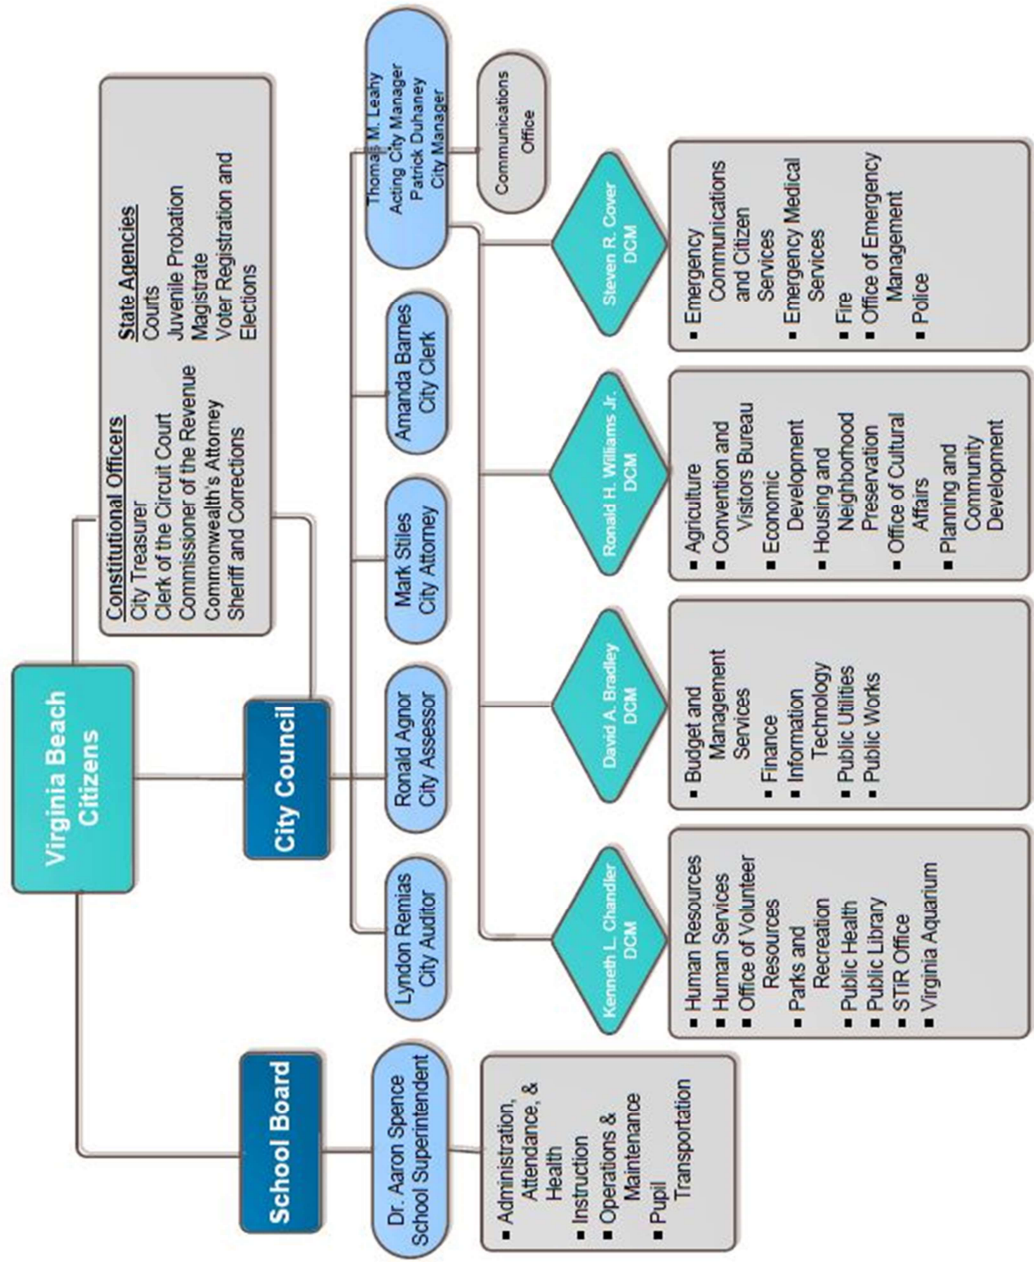 Virginia Beach
Citizens
Constitutional Officers
City Treasurer
Clerk of the Circuit Court
Commissioner of the Revenue
Commonwealth's Attorney
Sheriff and Corrections
State Agencies
Courts
Juvenile Probation
Magistrate
Voter Registration and
Elections
School Board
City Council
Dr. Aaron Spence
School Superintendent
Lyndon Remias
City Auditor
Ronald Agnor
City Assessor
Mark Stiles
City Attorney
Amanda Barnes
City Clerk
Thomas M. Leahy
Acting City Manager
Patrick Duhaney
City Manager
Communications
Office
▪ Administration,
Attendance, &
Health
▪ Instruction
▪ Operations &
Maintenance
▪ Pupil
Transportation
Kenneth L. Chandler
DCM
David A. Bradley
DCM
Ronald H. Williams Jr.
DCM
Steven R. Cover
DCM
▪ Human Resources
▪ Human Services
▪ Office of Volunteer
Resources
▪ Parks and
Recreation
▪ Public Health
▪ Public Library
▪ STiR Office
▪ Virginia Aquarium
▪ Budget and
Management
Services
▪ Finance
▪ Information
Technology
▪ Public Utilities
▪ Public Works
▪ Agriculture
▪ Convention and
Visitors Bureau
▪ Economic
Development
▪ Housing and
Neighborhood
Preservation
▪ Office of Cultural
Affairs
▪ Planning and
Community
Development
▪ Emergency
Communications
and Citizen
Services
▪ Emergency Medical
Services
▪ Fire
▪ Office of Emergency
Management
▪ Police